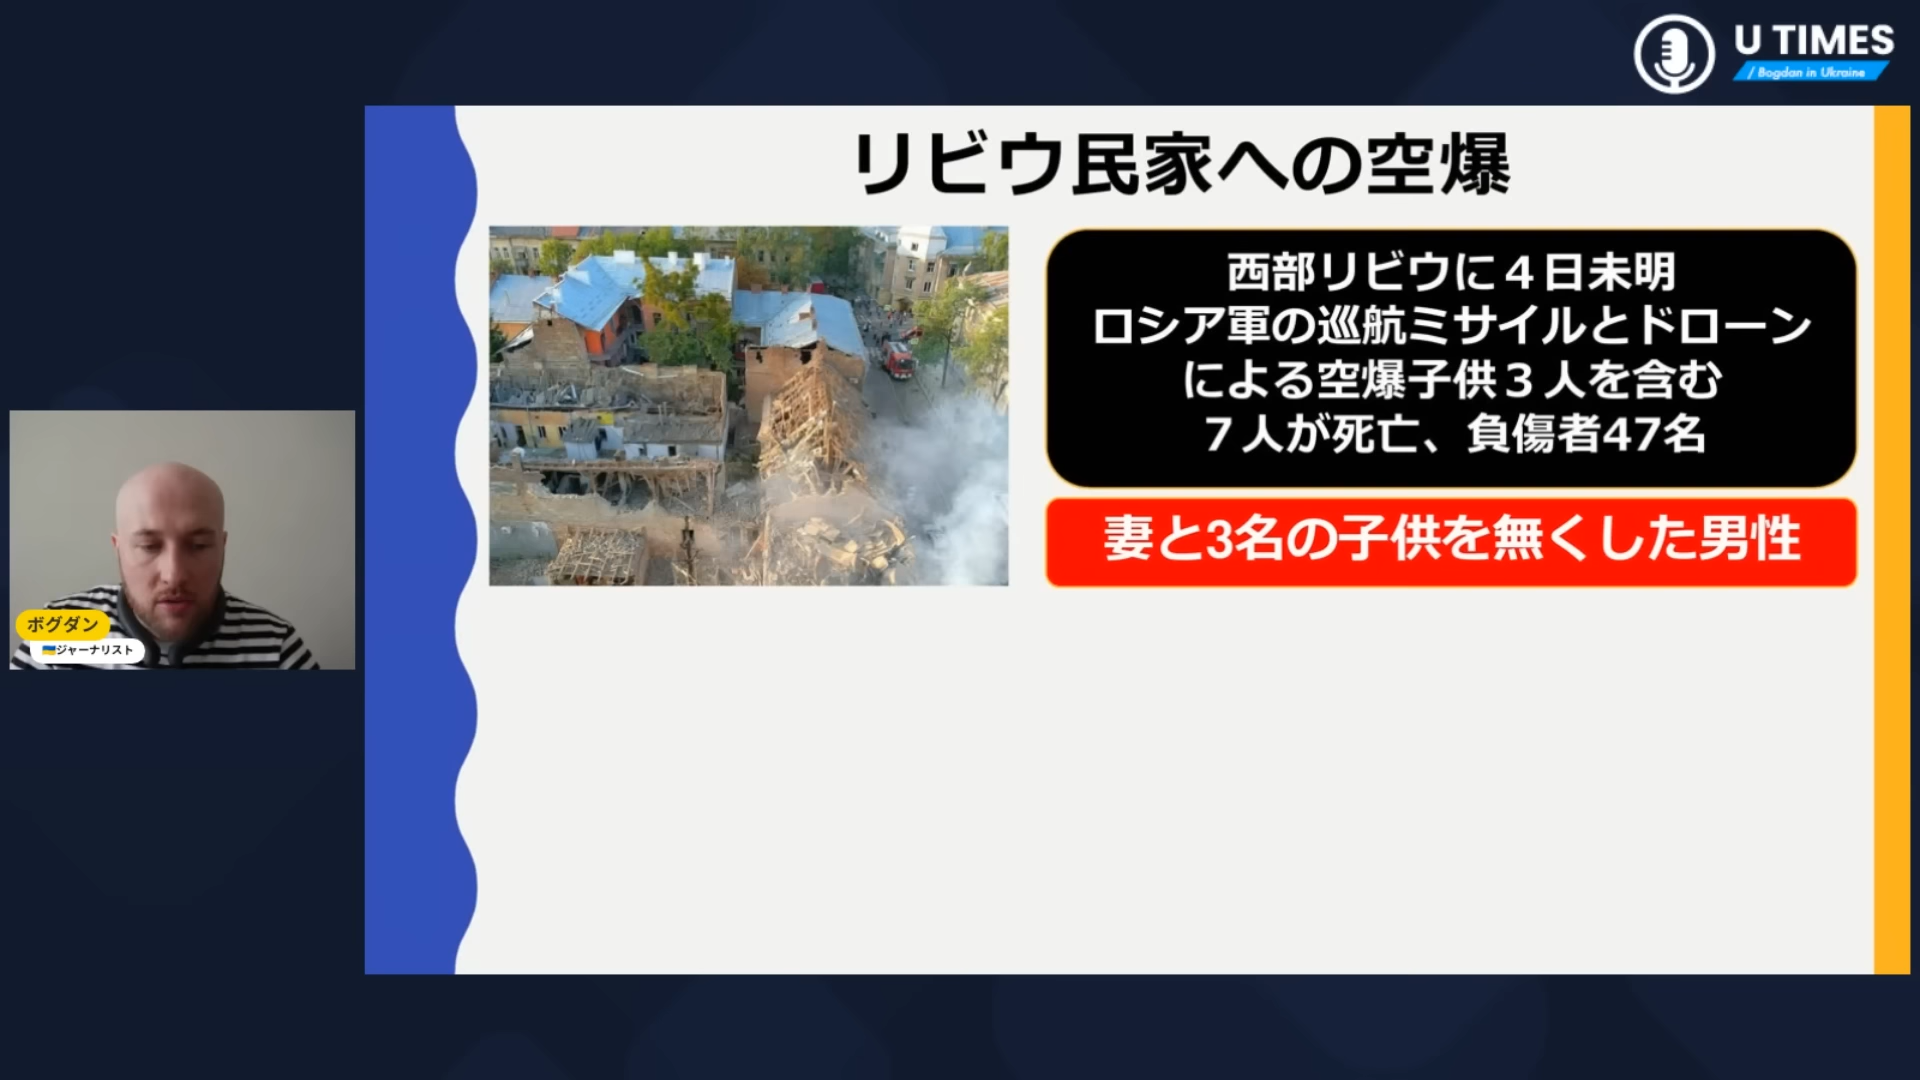 U TIMES
/ Bogdan in Ukraine
リビウ民家への空爆
西部リビウに４日未明
ロシア軍の巡航ミサイルとドローン
による空爆子供３人を含む
７人が死亡、負傷者47名
妻と3名の子供を無くした男性
ボグダン
🇺🇦ジャーナリスト